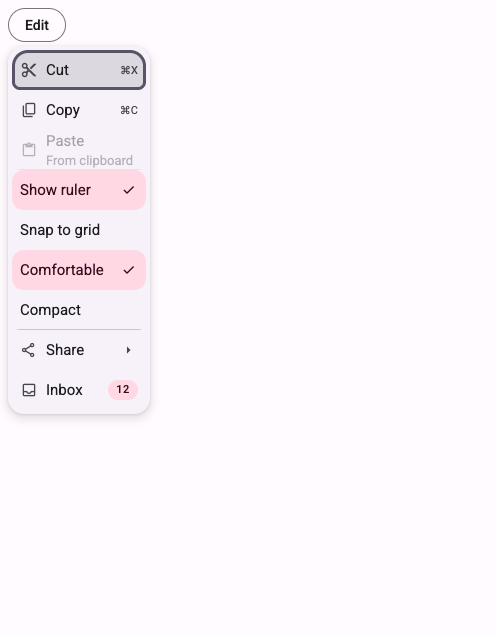 Edit
Cut ⌘X
Copy ⌘C
Paste
From clipboard
Show ruler
Snap to grid
Comfortable
Compact
Share
Inbox 12